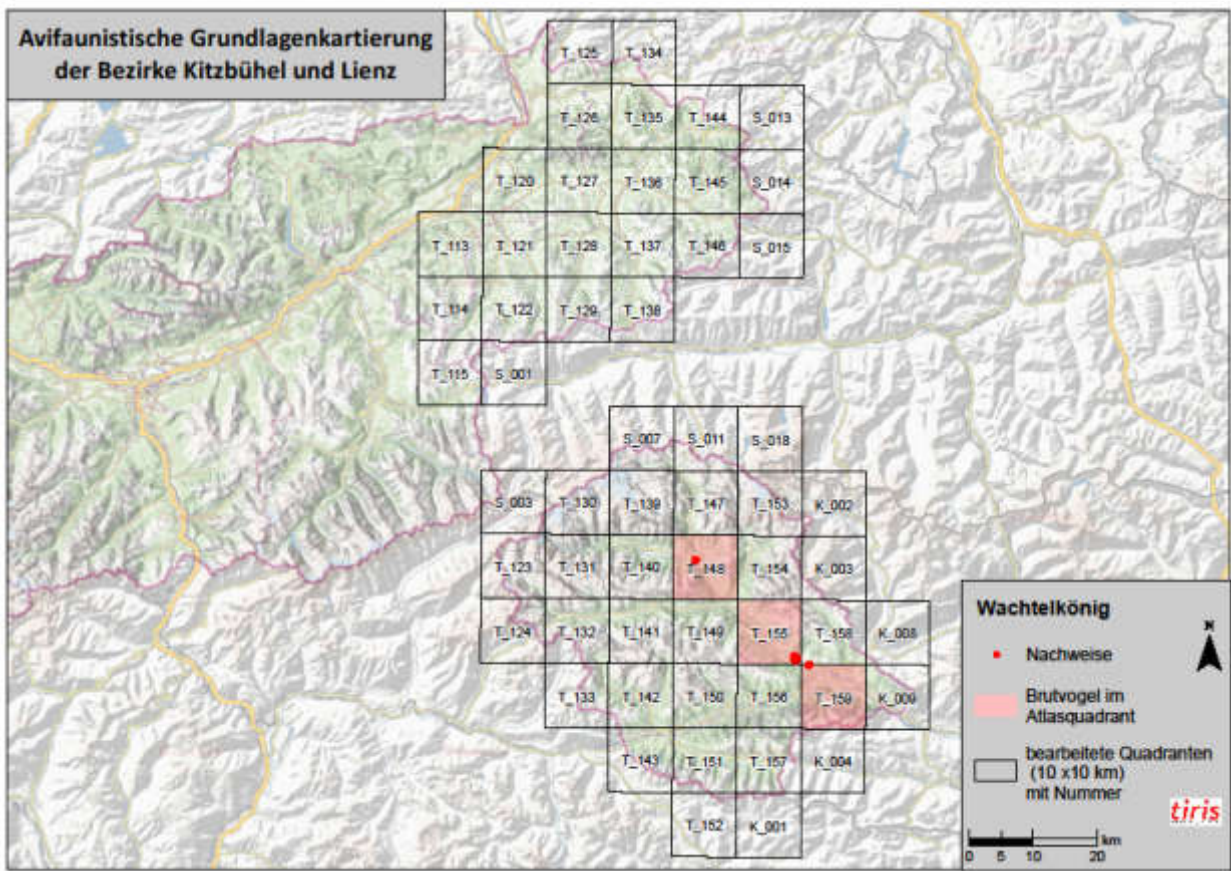 Avifaunistische Grundlagenkartierung
der Bezirke Kitzbühel und Lienz
T_125 T_134
T_126 T_135 T_144 S_013
T_120 T_127 T_136 T_145 S_014
T_113 T_121 T_128 T_137 T_146 S_015
T_114 T_122 T_129 T_138
T_115 S_001
S_007 S_011 S_018
S_003 T_130 T_139 T_147 T_153 K_002
T_123 T_131 T_140 T_148 T_154 K_003
T_124 T_132 T_141 T_149 T_155 T_158 K_008
T_133 T_142 T_150 T_156 T_159 K_009
T_143 T_151 T_157 K_004
T_152 K_001
Wachtelkönig
N
Nachweise
Brutvogel im
Atlasquadrant
bearbeitete Quadranten
(10 x10 km)
mit Nummer
tiris
km
0 5 10 20